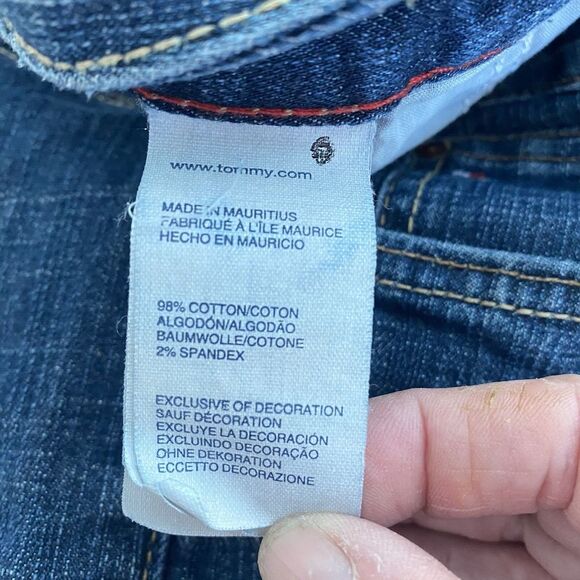 www.tommy.com
MADE IN MAURITIUS
FABRIQUÉ À L'ÎLE MAURICE
HECHO EN MAURICIO
98% COTTON/COTON
ALGODÓN/ALGODÃO
BAUMWOLLE/COTONE
2% SPANDEX
EXCLUSIVE OF DECORATION
SAUF DÉCORATION
EXCLUYE LA DECORACIÓN
EXCLUINDO DECORAÇÃO
OHNE DEKORATION
ECCETTO DECORAZIONE